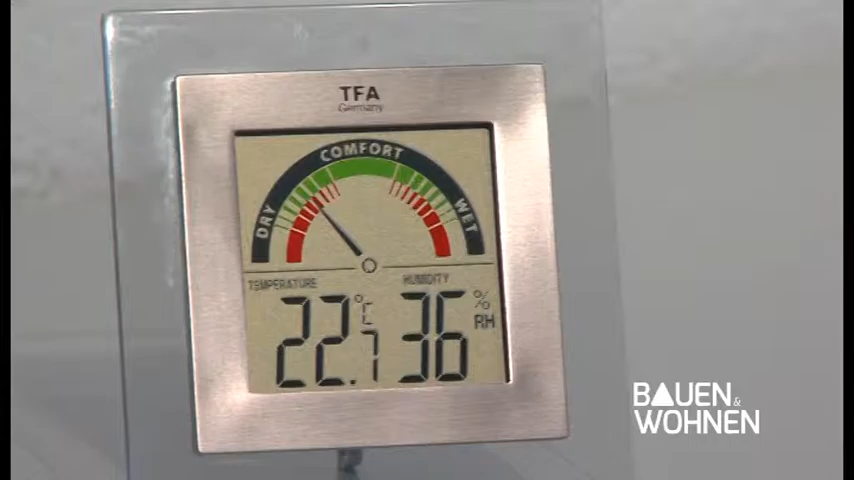 TFA
Germany
COMFORT
DRY
WET
TEMPERATURE
HUMIDITY
22.7 °C
36 % RH
BAUEN &
WOHNEN